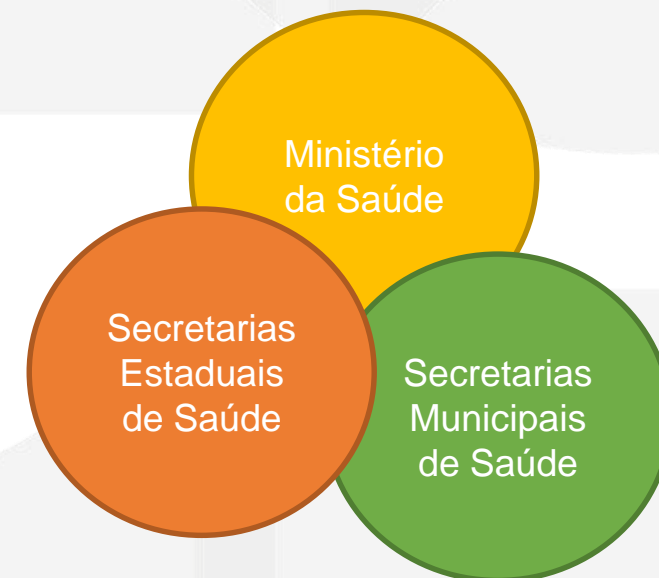 Ministério
da Saúde
Secretarias
Estaduais
de Saúde
Secretarias
Municipais
de Saúde